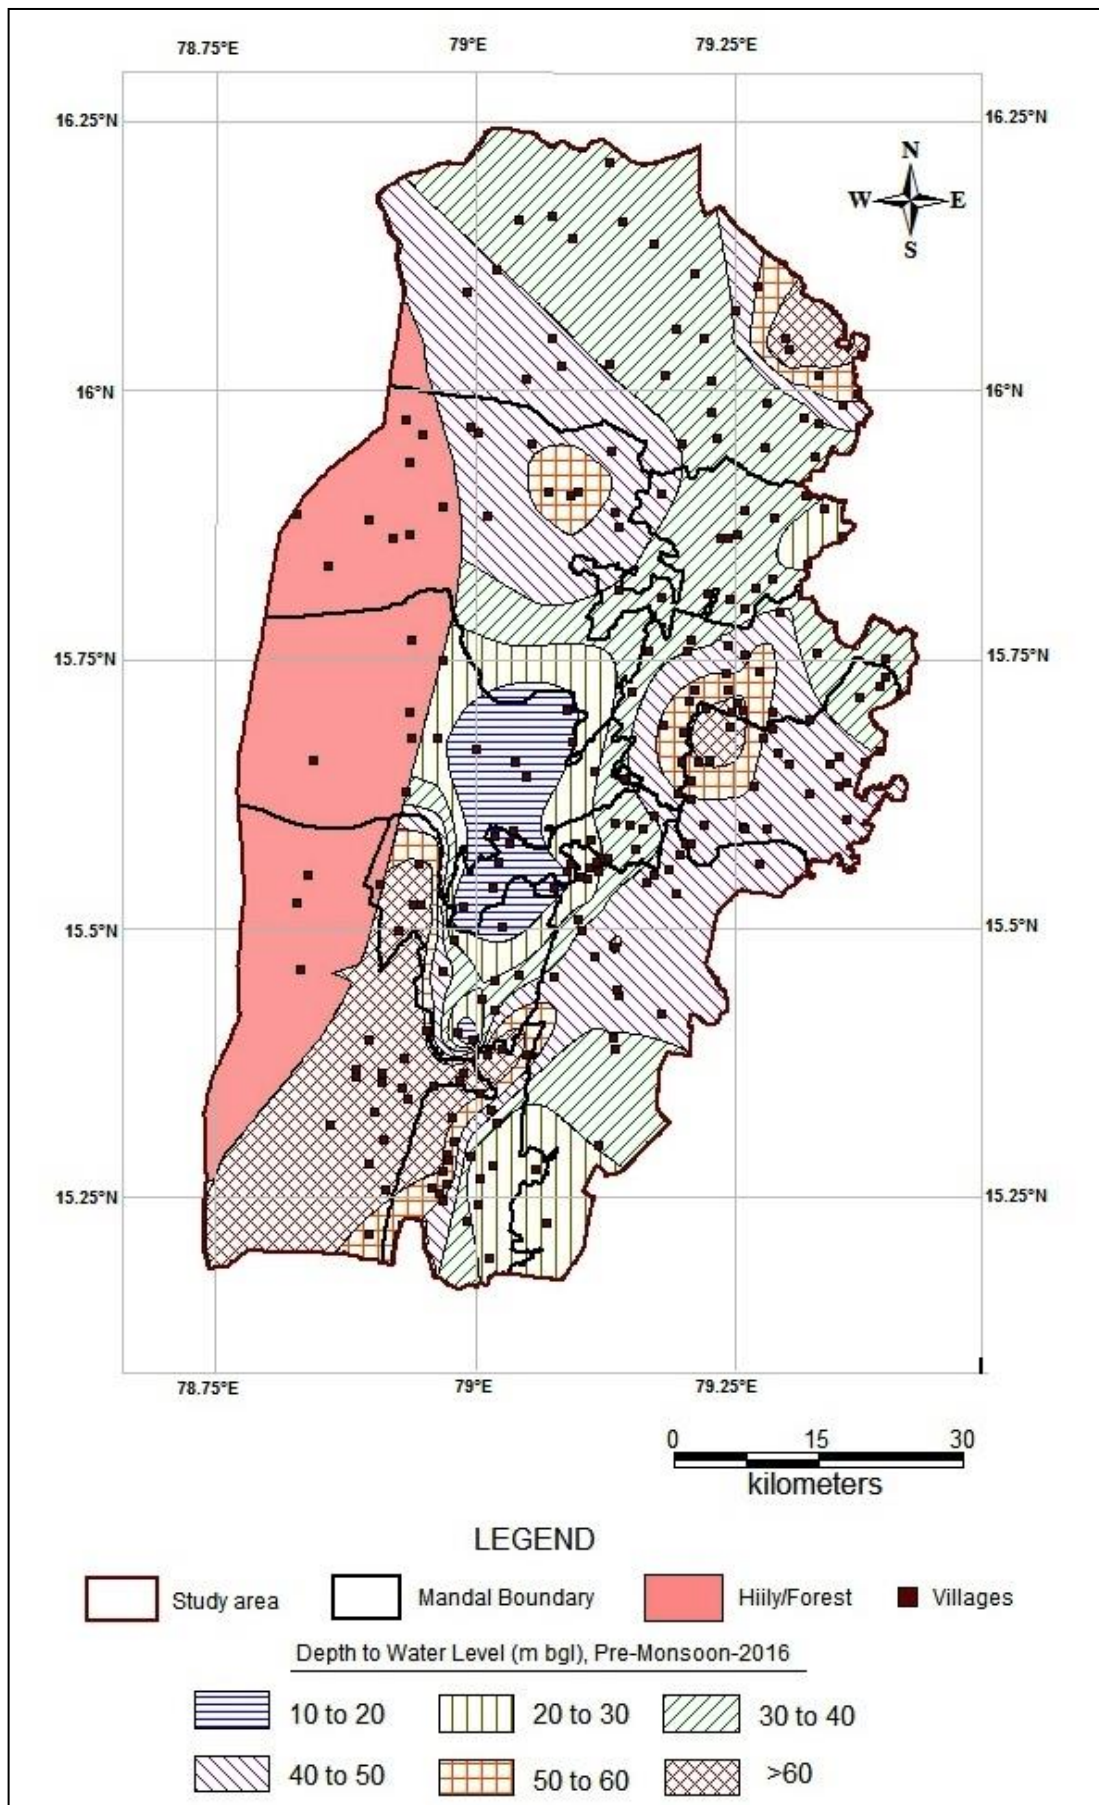 78.75°E 79°E 79.25°E
16.25°N 16.25°N
N
W E
S
16°N 16°N
15.75°N 15.75°N
15.5°N 15.5°N
15.25°N 15.25°N
78.75°E 79°E 79.25°E
0 15 30
kilometers
LEGEND
Study area Mandal Boundary Hiily/Forest Villages
Depth to Water Level (m bgl), Pre-Monsoon-2016
10 to 20 20 to 30 30 to 40
40 to 50 50 to 60 >60